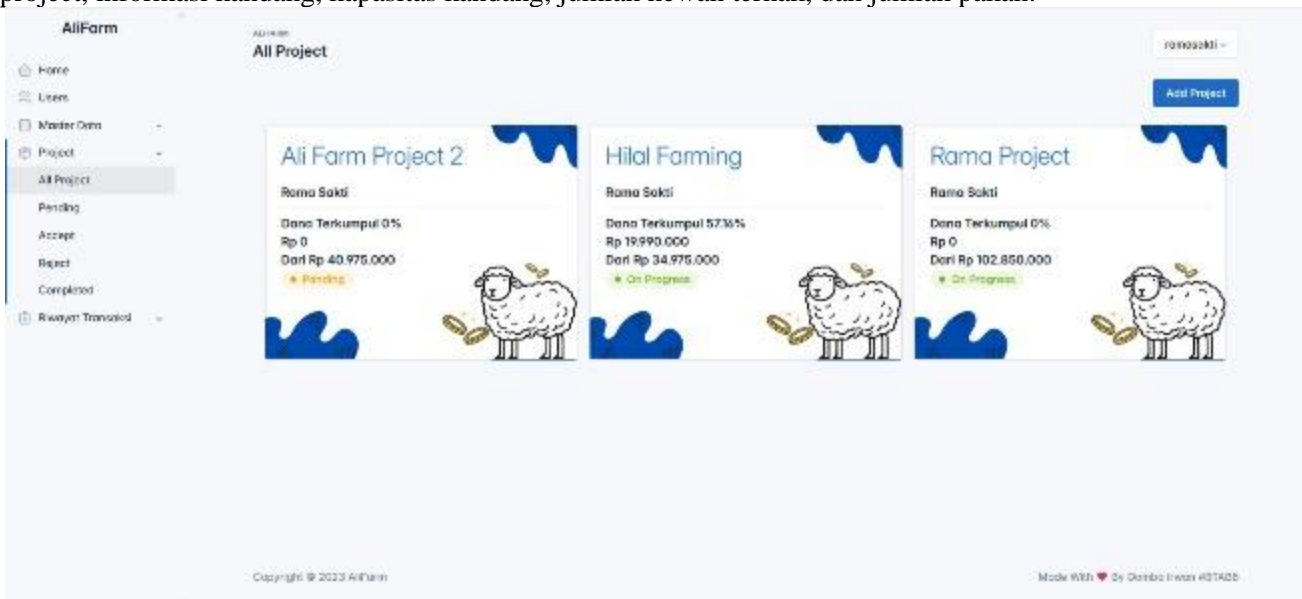 project, informasi kandang, kapasitas kandang, jumlah hewan ternak, dan jumlah pakan.
AliFarm
Home
Users
Master Data
Project
All Project
Pending
Accept
Reject
Completed
Riwayat Transaksi
All Project
ramasakti
Add Project
Ali Farm Project 2
Rama Sakti
Dana Terkumpul 0%
Rp 0
Dari Rp 40.975.000
Pending
Hilal Farming
Rama Sakti
Dana Terkumpul 57.16%
Rp 19.990.000
Dari Rp 34.975.000
On Progress
Rama Project
Rama Sakti
Dana Terkumpul 0%
Rp 0
Dari Rp 102.850.000
On Progress
Copyright © 2023 AliFarm
Made With ❤ By Domba